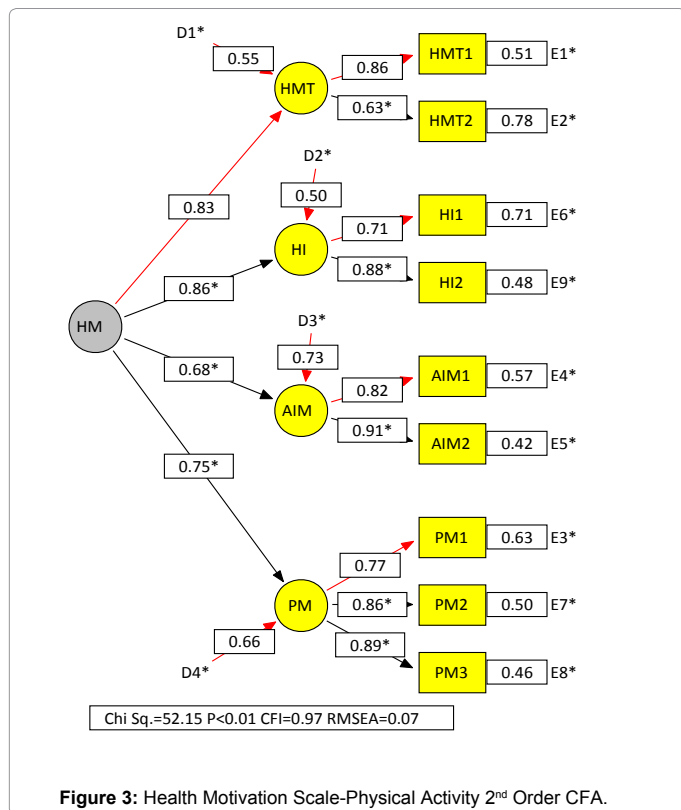 D1*
0.55
HMT
0.86
HMT1
0.51
E1*
0.63*
HMT2
0.78
E2*
D2*
0.50
0.83
HI
0.71
HI1
0.71
E6*
0.88*
HI2
0.48
E9*
0.86*
HM
D3*
0.73
0.68*
AIM
0.82
AIM1
0.57
E4*
0.91*
AIM2
0.42
E5*
0.75*
PM
0.77
PM1
0.63
E3*
0.86*
PM2
0.50
E7*
0.66
D4*
0.89*
PM3
0.46
E8*
Chi Sq.=52.15 P<0.01 CFI=0.97 RMSEA=0.07
Figure 3: Health Motivation Scale-Physical Activity 2nd Order CFA.